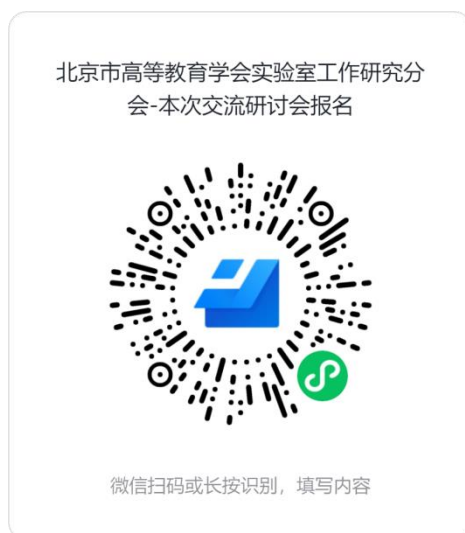 北京市高等教育学会实验室工作研究分
会-本次交流研讨会报名
微信扫码或长按识别，填写内容